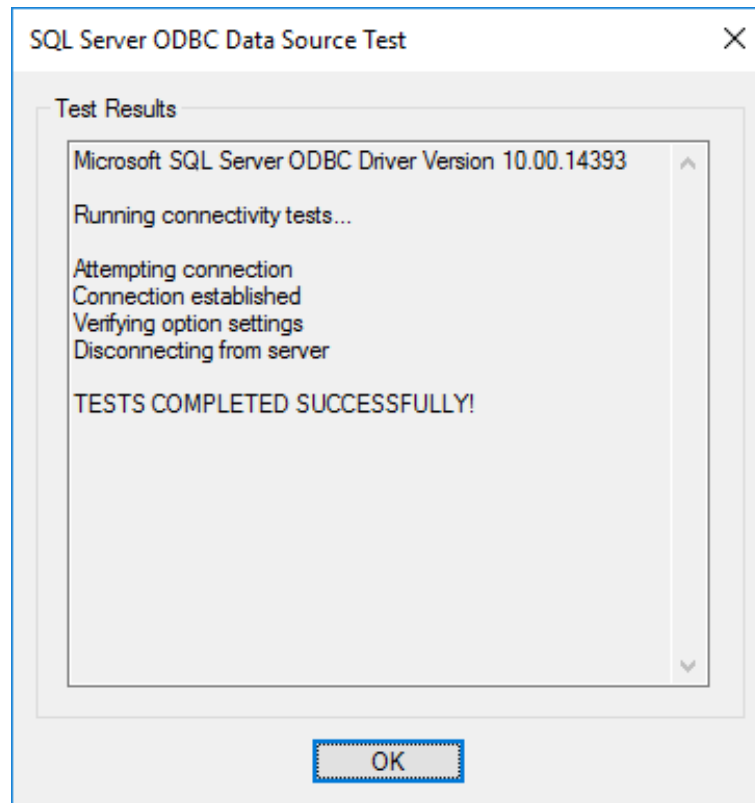 SQL Server ODBC Data Source Test
Test Results
Microsoft SQL Server ODBC Driver Version 10.00.14393
Running connectivity tests...
Attempting connection
Connection established
Verifying option settings
Disconnecting from server
TESTS COMPLETED SUCCESSFULLY!
OK